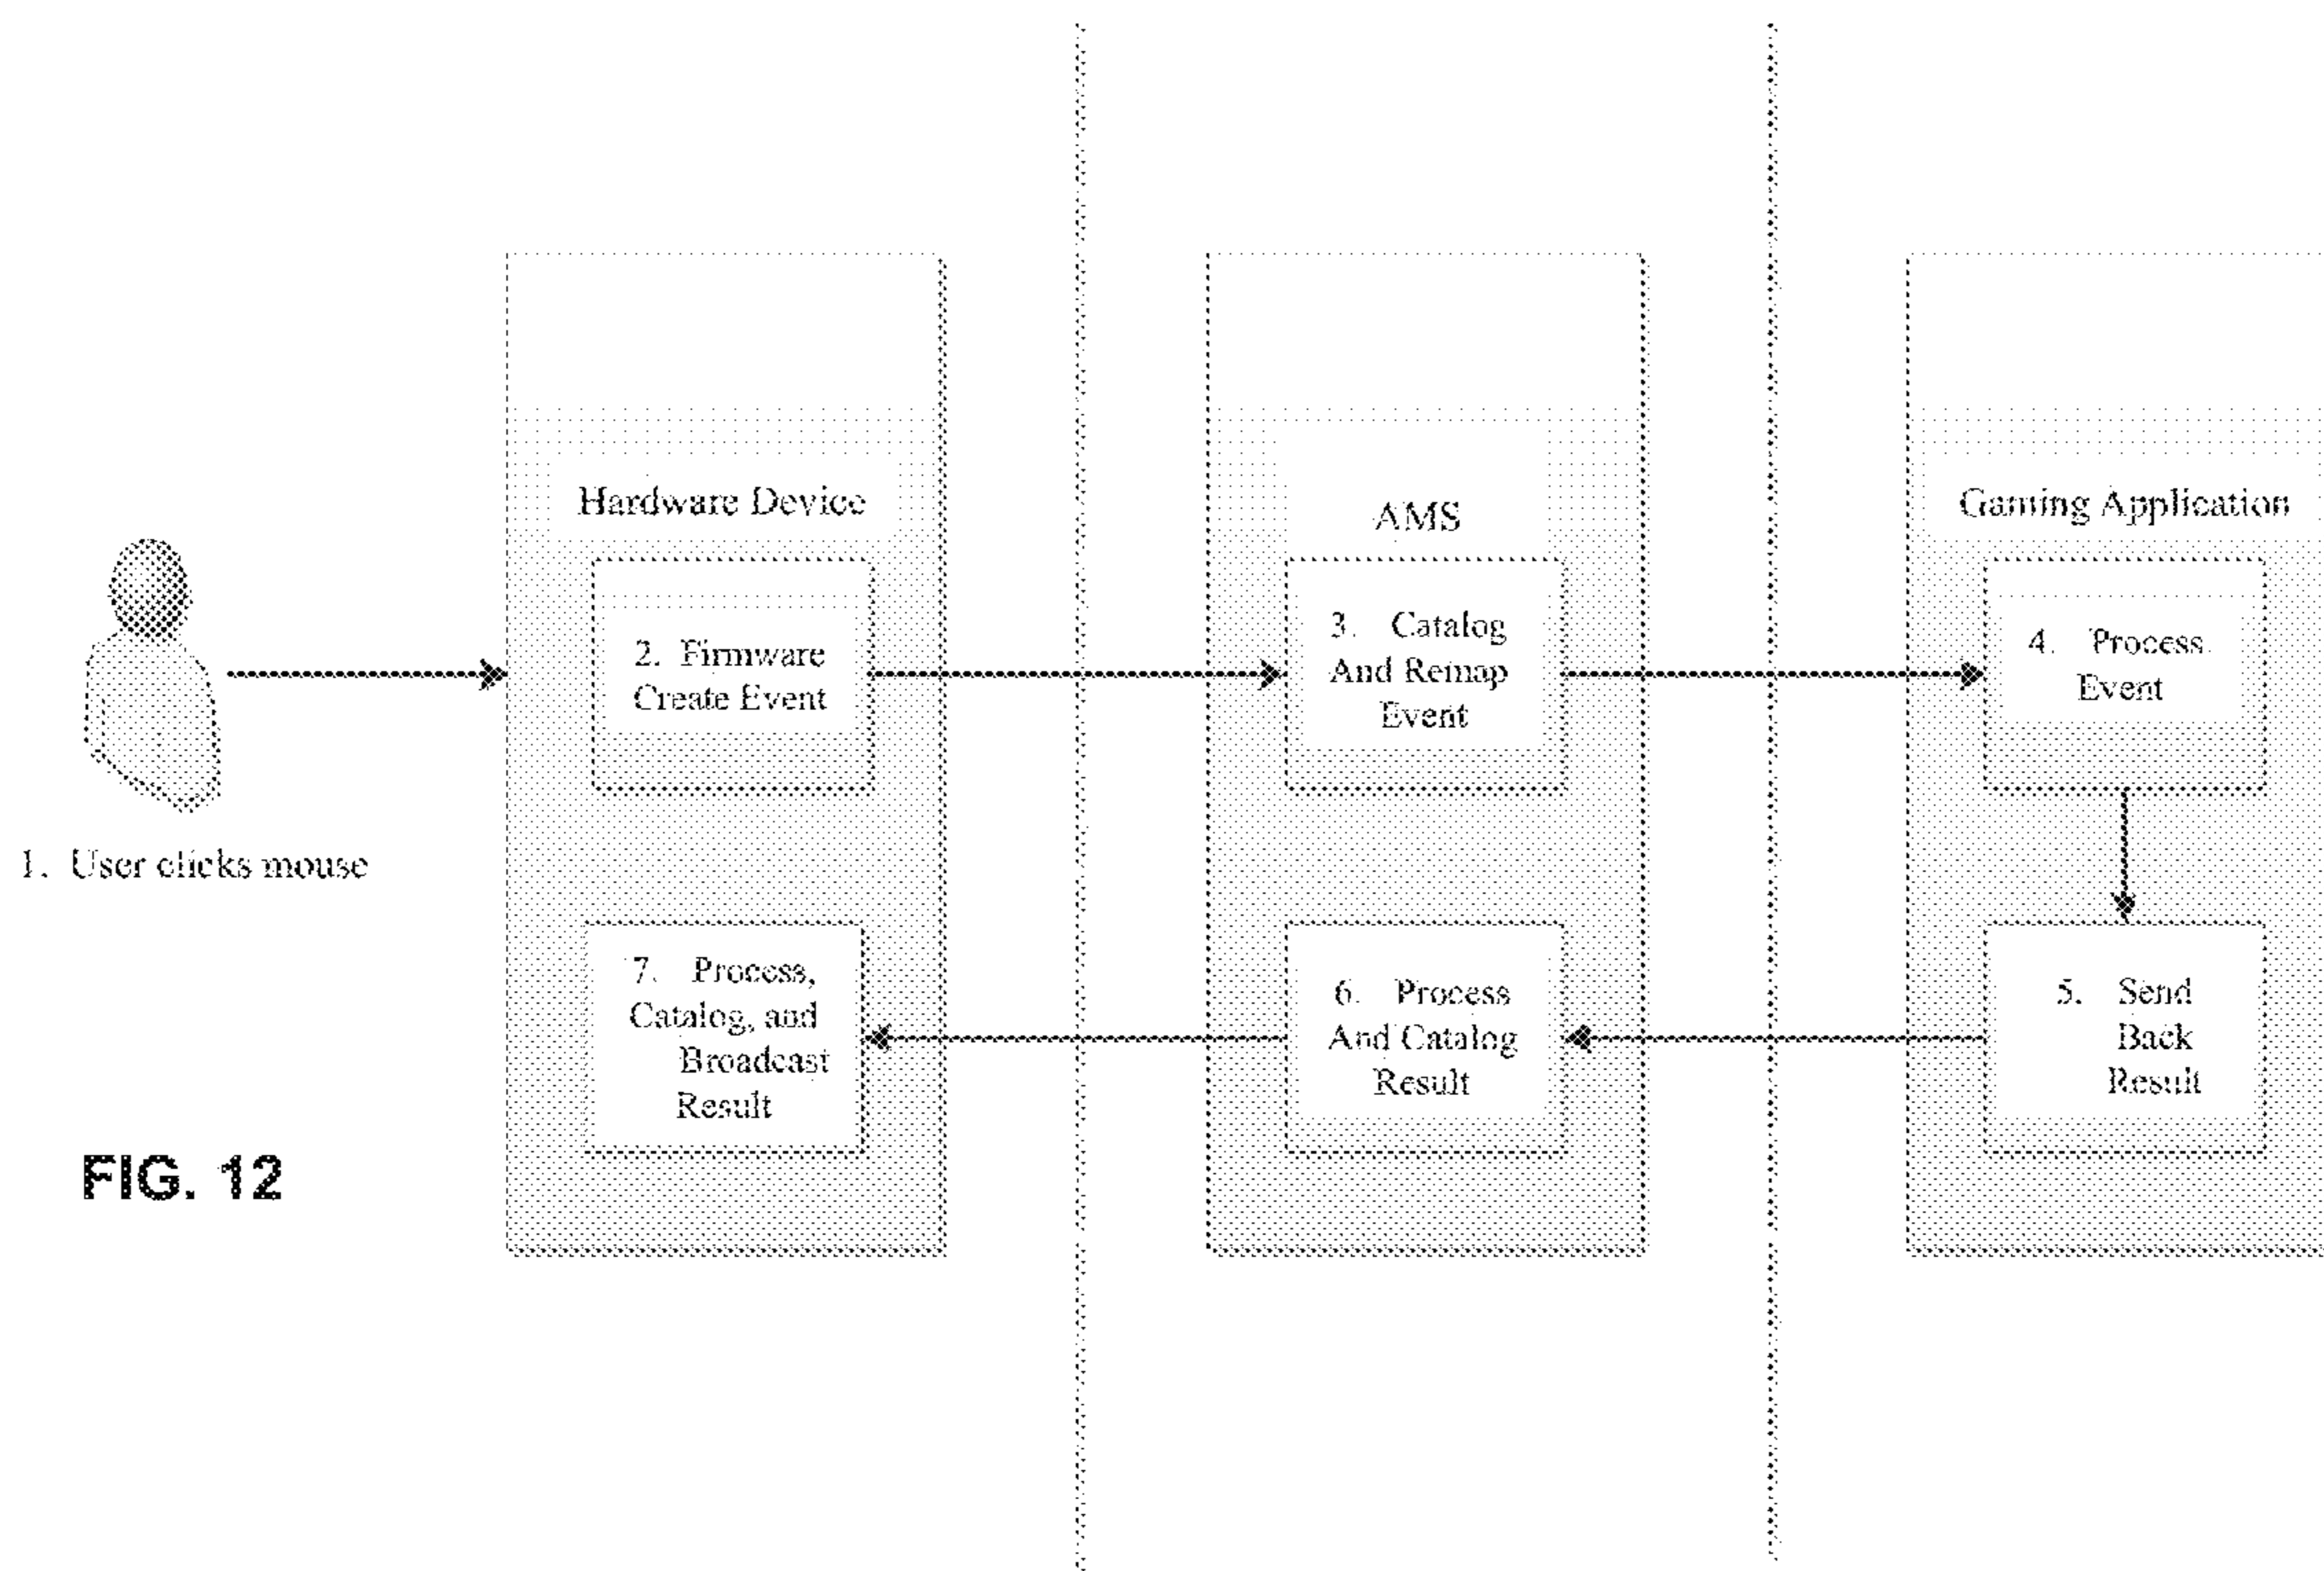 Hardware Device
AMS
Gaming Application
2. Firmware
Create Event
3. Catalog
And Remap
Event
4. Process
Event
1. User clicks mouse
7. Process,
Catalog, and
Broadcast
Result
6. Process
And Catalog
Result
5. Send
Back
Result
FIG. 12